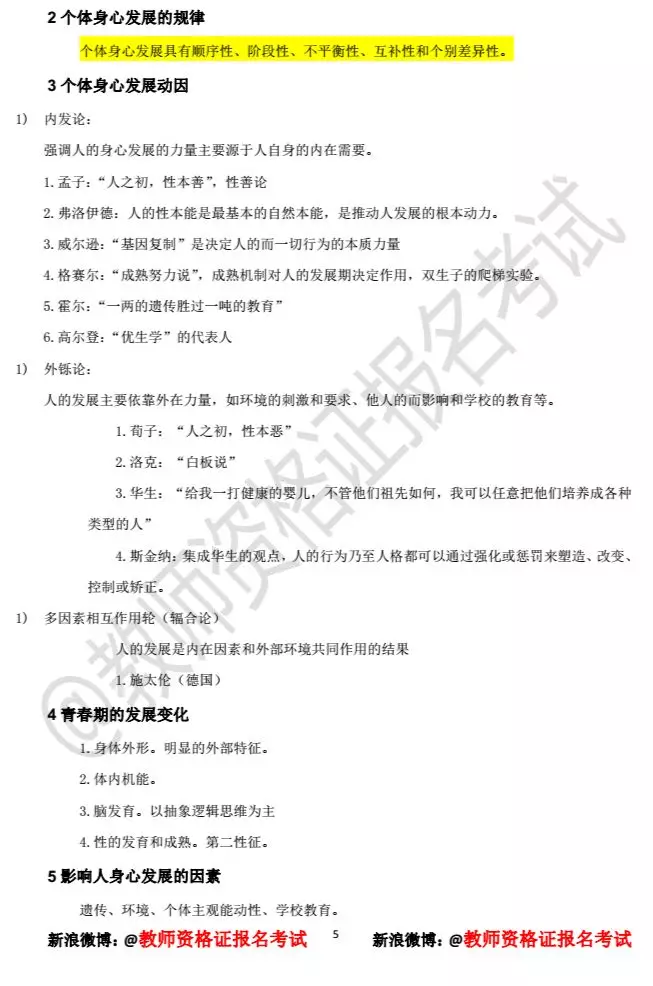 2 个体身心发展的规律
个体身心发展具有顺序性、阶段性、不平衡性、互补性和个别差异性。
3 个体身心发展动因
1) 内发论：
强调人的身心发展的力量主要源于人自身的内在需要。
1.孟子：“人之初，性本善”，性善论
2.弗洛伊德：人的性本能是最基本的自然本能，是推动人发展的根本动力。
3.威尔逊：“基因复制”是决定人的而一切行为的本质力量
4.格赛尔：“成熟努力说”，成熟机制对人的发展期决定作用，双生子的爬梯实验。
5.霍尔：“一两的遗传胜过一吨的教育”
6.高尔登：“优生学”的代表人
1) 外铄论：
人的发展主要依靠外在力量，如环境的刺激和要求、他人的而影响和学校的教育等。
1.荀子：“人之初，性本恶”
2.洛克：“白板说”
3.华生：“给我一打健康的婴儿，不管他们祖先如何，我可以任意把他们培养成各种
类型的人”
4.斯金纳：集成华生的观点，人的行为乃至人格都可以通过强化或惩罚来塑造、改变、
控制或矫正。
1) 多因素相互作用轮（辐合论）
人的发展是内在因素和外部环境共同作用的结果
1.施太伦（德国）
4 青春期的发展变化
1.身体外形。明显的外部特征。
2.体内机能。
3.脑发育。以抽象逻辑思维为主
4.性的发育和成熟。第二性征。
5 影响人身心发展的因素
遗传、环境、个体主观能动性、学校教育。
新浪微博：@教师资格证报名考试 5 新浪微博：@教师资格证报名考试
@教师资格证报名考试